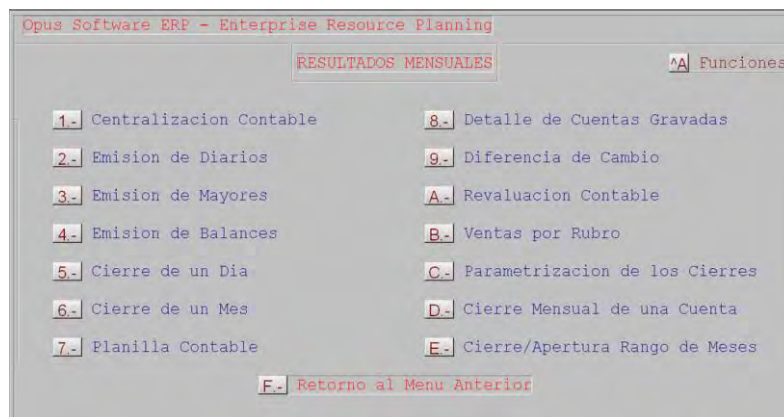 Opus Software ERP - Enterprise Resource Planning
RESULTADOS MENSUALES
^A Funciones
1.- Centralizacion Contable
2.- Emision de Diarios
3.- Emision de Mayores
4.- Emision de Balances
5.- Cierre de un Dia
6.- Cierre de un Mes
7.- Planilla Contable
8.- Detalle de Cuentas Gravadas
9.- Diferencia de Cambio
A.- Revaluacion Contable
B.- Ventas por Rubro
C.- Parametrizacion de los Cierres
D.- Cierre Mensual de una Cuenta
E.- Cierre/Apertura Rango de Meses
F.- Retorno al Menu Anterior